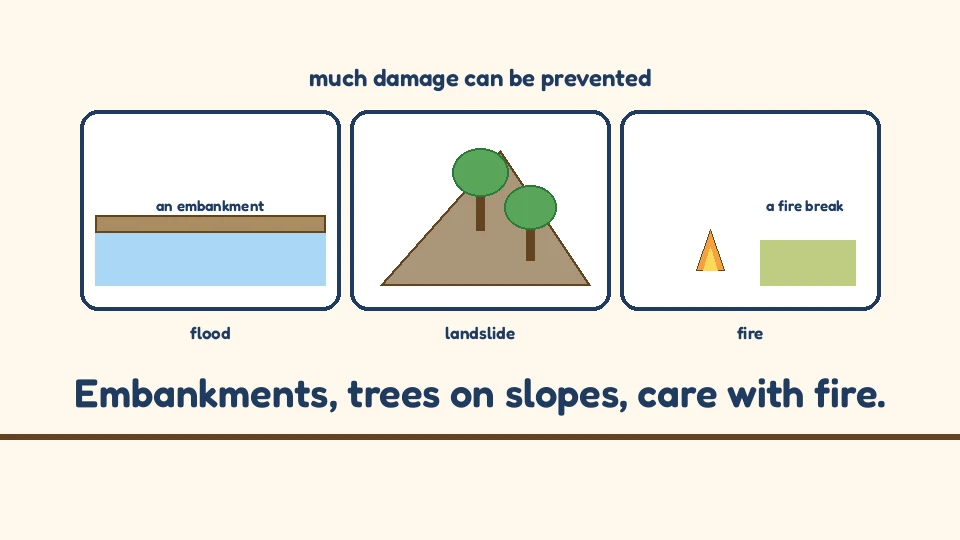 much damage can be prevented
an embankment
a fire break
flood
landslide
fire
Embankments, trees on slopes, care with fire.